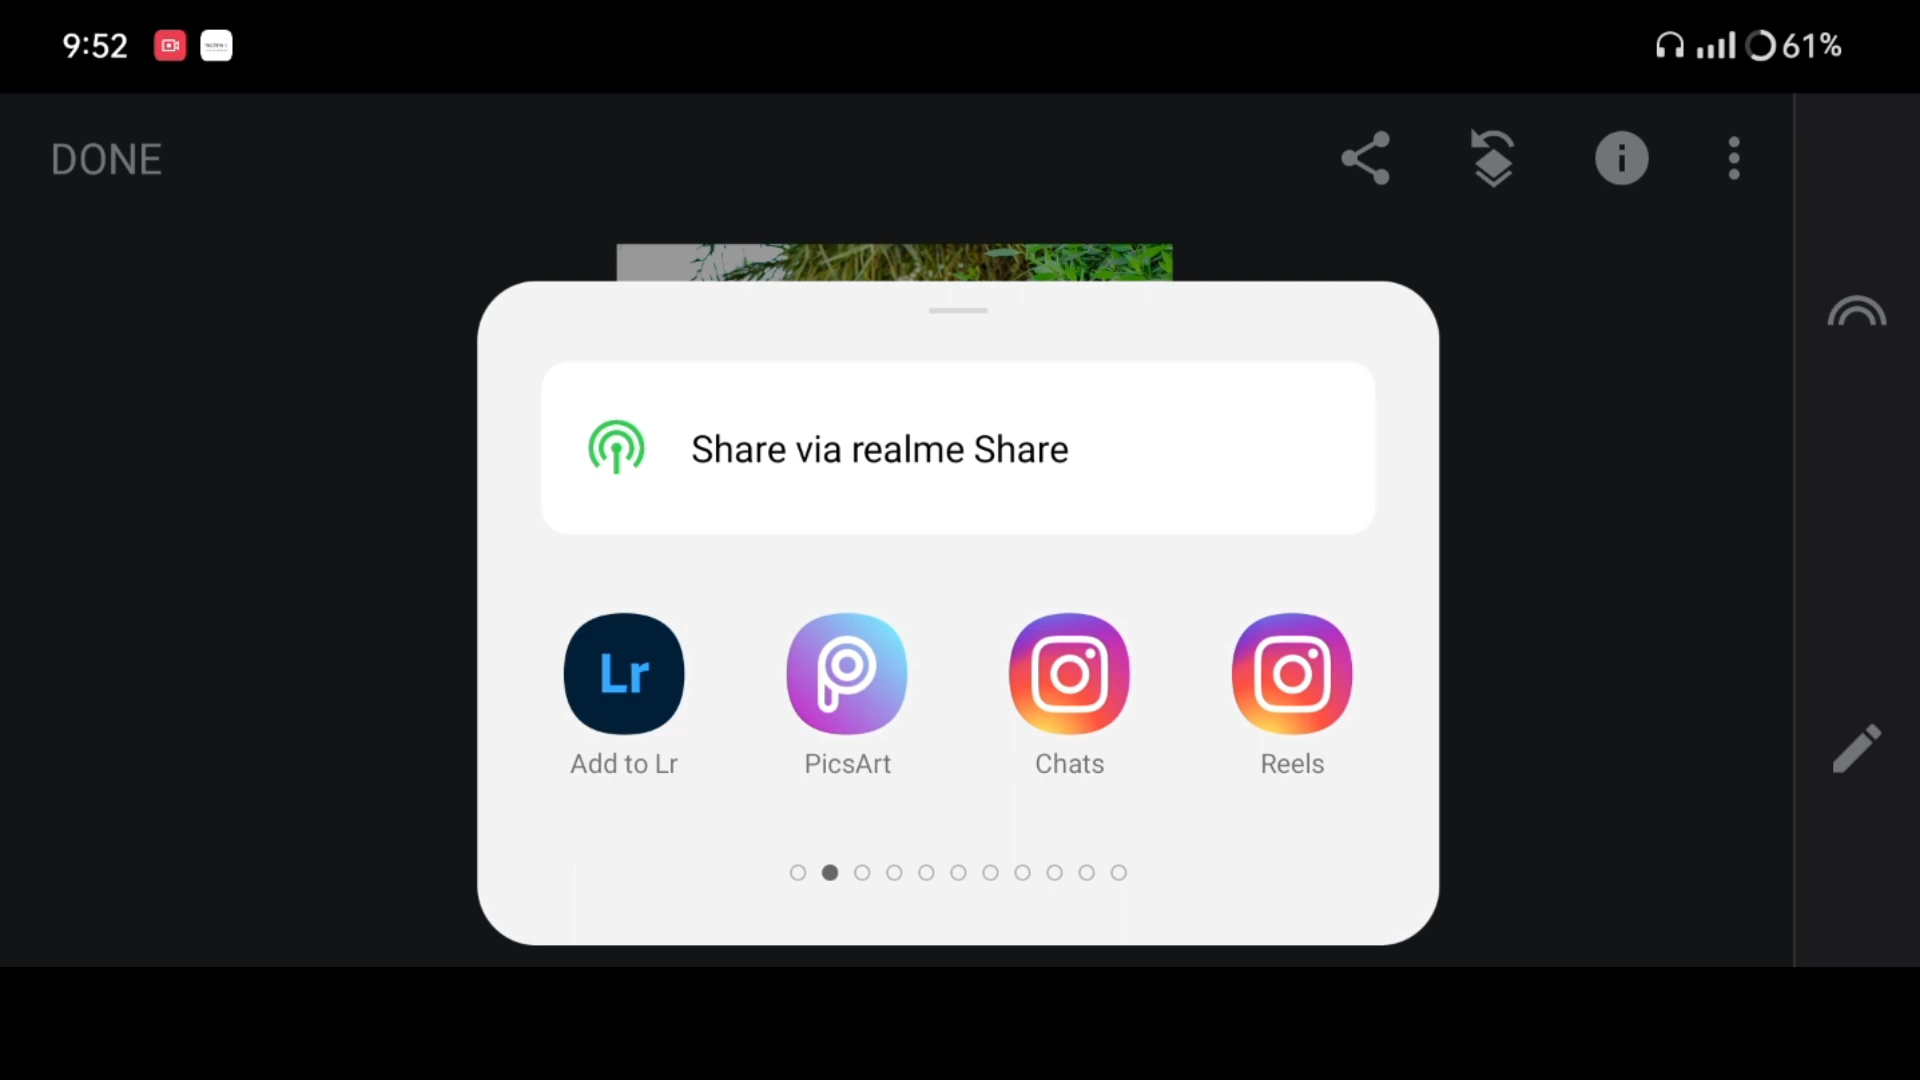 9:52
61%
DONE
Share via realme Share
Lr
Add to Lr
PicsArt
Chats
Reels